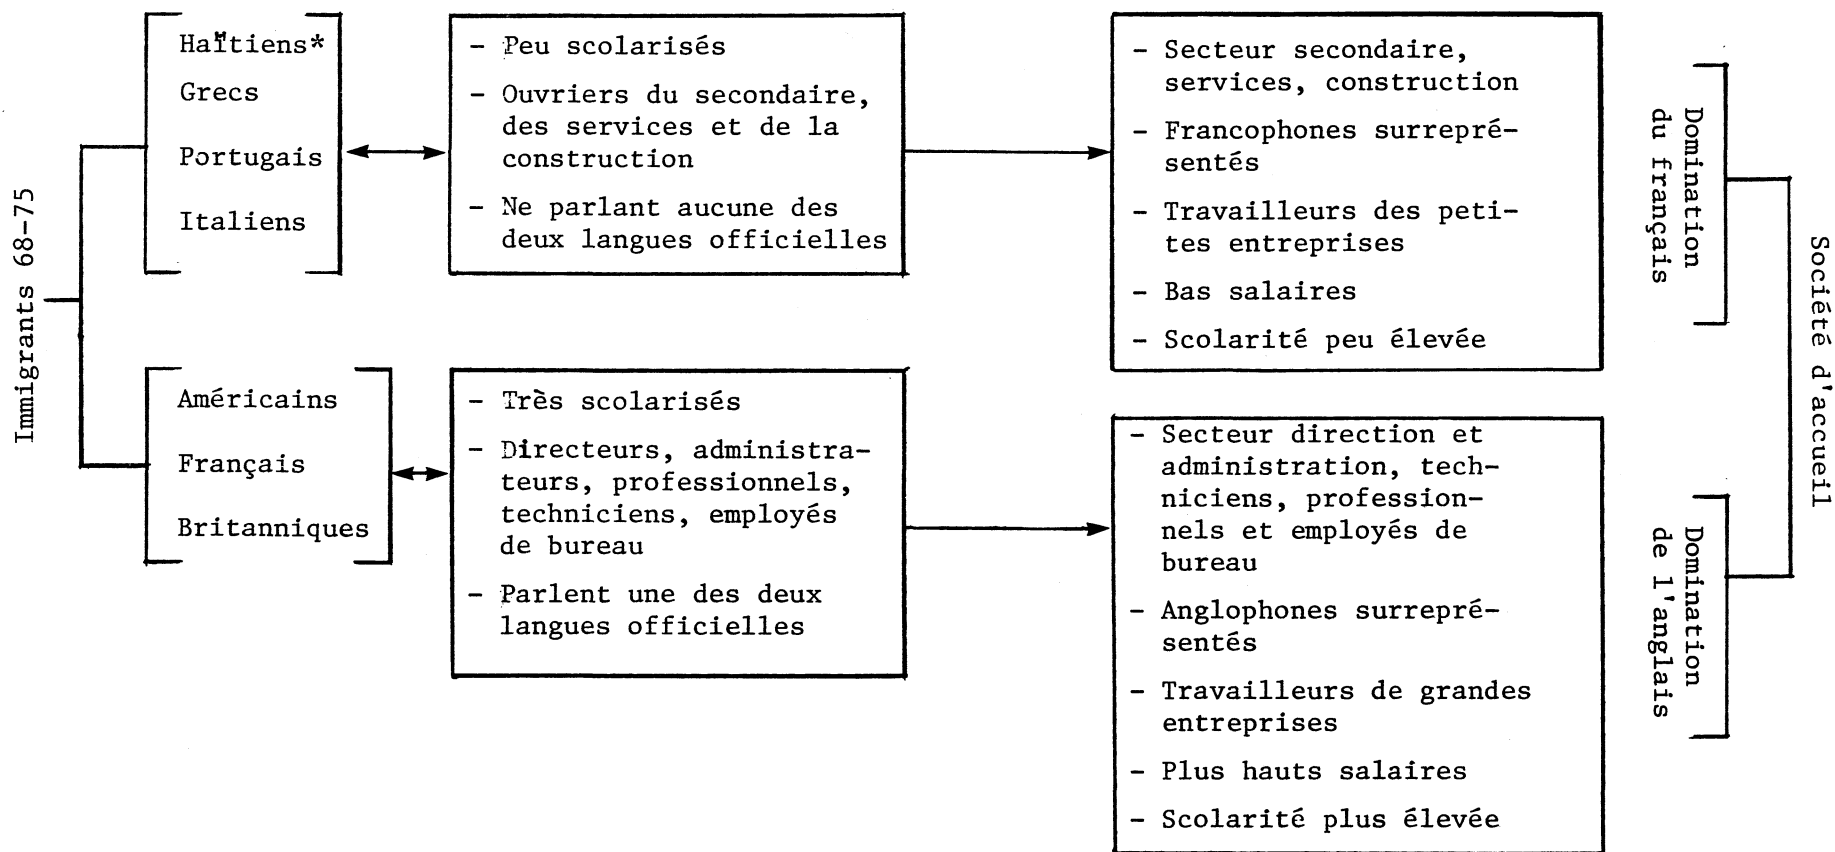 Immigrants 68-75
Haïtiens*
Grecs
Portugais
Italiens
- Peu scolarisés
- Ouvriers du secondaire,
des services et de la
construction
- Ne parlant aucune des
deux langues officielles
- Secteur secondaire,
services, construction
- Francophones surrepré-
sentés
- Travailleurs des peti-
tes entreprises
- Bas salaires
- Scolarité peu élevée
Domination
du français
Américains
Français
Britanniques
- Très scolarisés
- Directeurs, administra-
teurs, professionnels,
techniciens, employés
de bureau
- Parlent une des deux
langues officielles
- Secteur direction et
administration, tech-
niciens, profession-
nels et employés de
bureau
- Anglophones surrepré-
sentés
- Travailleurs de grandes
entreprises
- Plus hauts salaires
- Scolarité plus élevée
Domination
de l'anglais
Société d'accueil